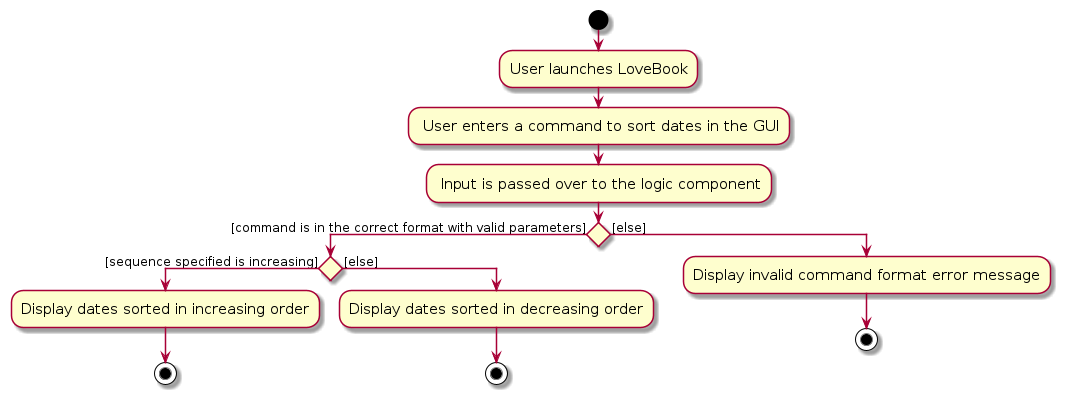 User launches LoveBook
User enters a command to sort dates in the GUI
Input is passed over to the logic component
[command is in the correct format with valid parameters]
[else]
[sequence specified is increasing]
[else]
Display invalid command format error message
Display dates sorted in increasing order
Display dates sorted in decreasing order